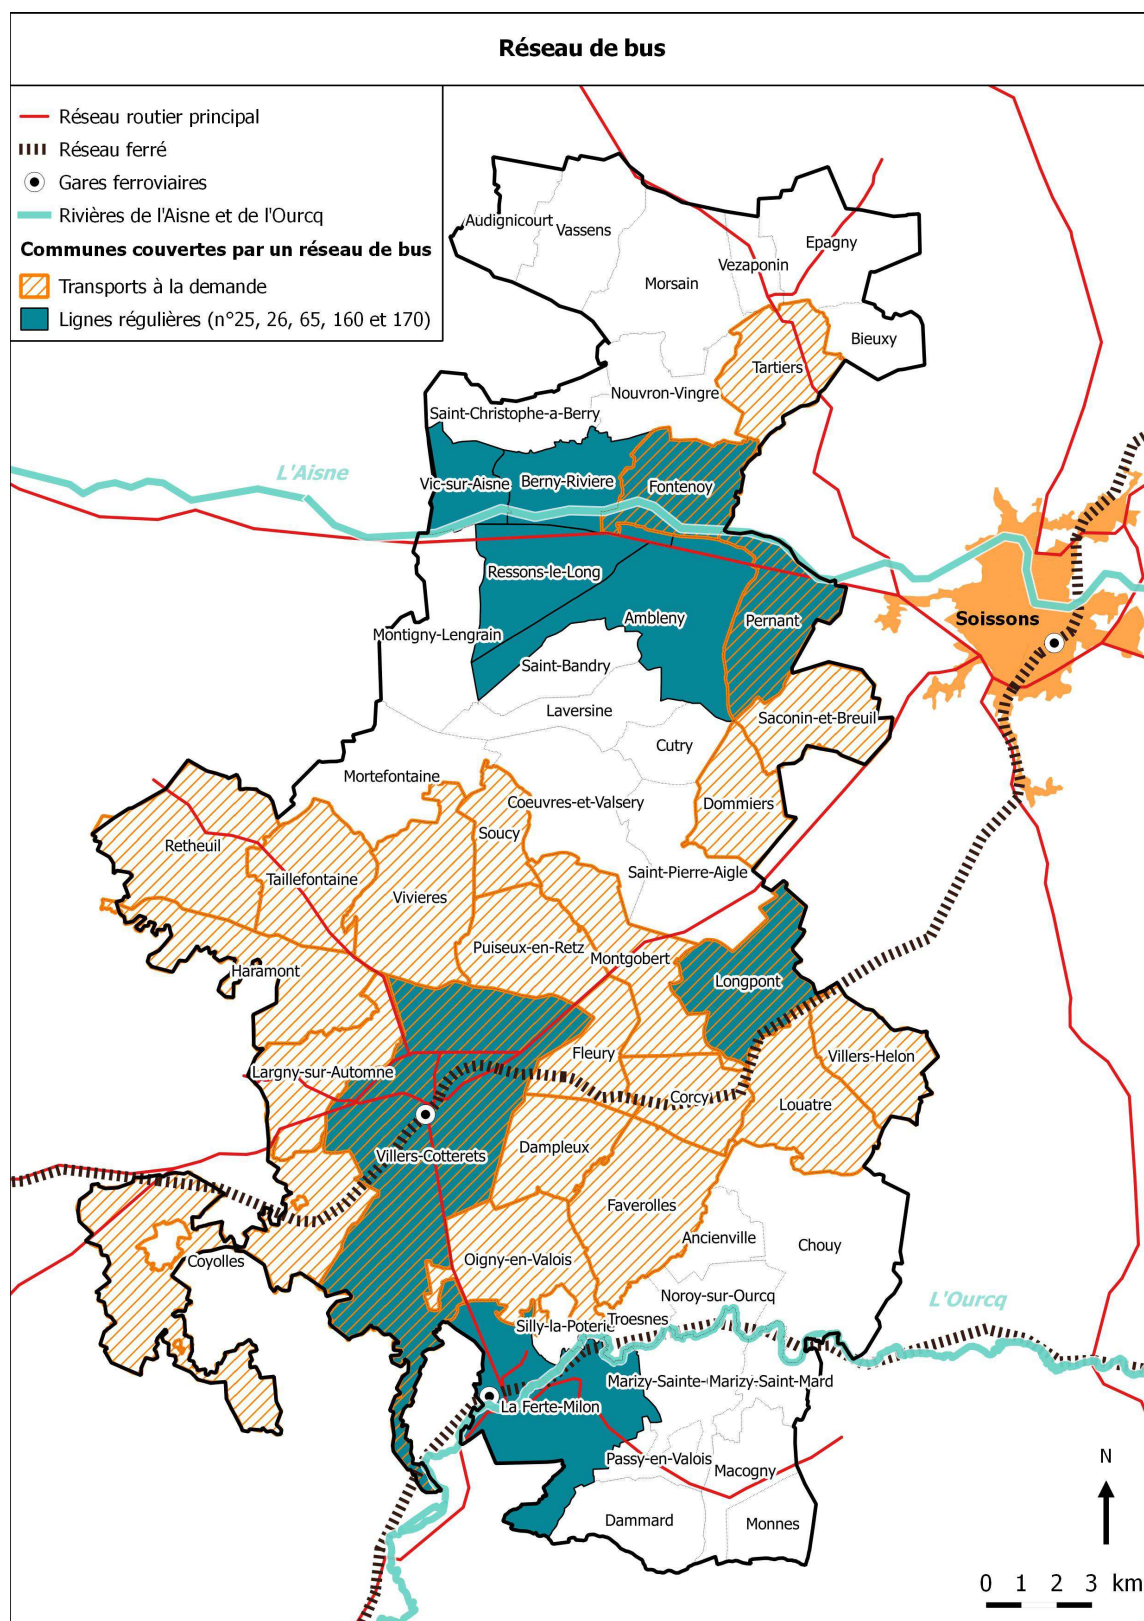 Réseau de bus
Réseau routier principal
Réseau ferré
Gares ferroviaires
Rivières de l'Aisne et de l'Ourcq
Communes couvertes par un réseau de bus
Transports à la demande
Lignes régulières (n°25, 26, 65, 160 et 170)
Audignicourt
Vassens
Epagny
Vezaponin
Morsain
Bieuxy
Tartiers
Nouvron-Vingre
Saint-Christophe-a-Berry
L'Aisne
Vic-sur-Aisne
Berny-Riviere
Fontenoy
Ressons-le-Long
Ambleny
Pernant
Soissons
Montigny-Lengrain
Saint-Bandry
Laversine
Saconin-et-Breuil
Cutry
Mortefontaine
Coeuvres-et-Valsery
Dommiers
Soucy
Retheuil
Taillefontaine
Saint-Pierre-Aigle
Vivieres
Puiseux-en-Retz
Montgobert
Haramont
Longpont
Fleury
Villers-Helon
Largny-sur-Automne
Corcy
Louatre
Villers-Cotterets
Dampleux
Faverolles
Ancienville
Chouy
Coyolles
Oigny-en-Valois
Noroy-sur-Ourcq
L'Ourcq
Silly-la-Poterie
Troesnes
Marizy-Sainte-
Marizy-Saint-Mard
La Ferte-Milon
Passy-en-Valois
Macogny
Dammard
Monnes
N
0 1 2 3 km